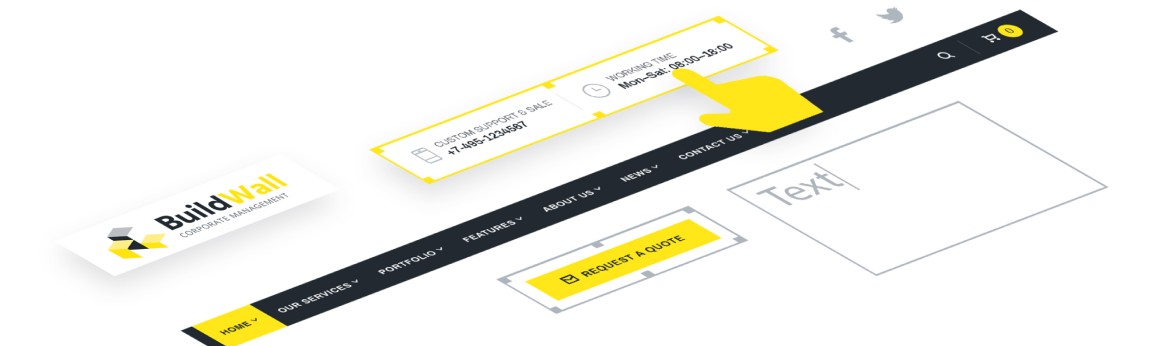 BuildWall
CORPORATE MANAGEMENT
CUSTOM SUPPORT & SALE
+7-495-1234567
WORKING TIME
Mon–Sat: 08:00–18:00
HOME
OUR SERVICES
PORTFOLIO
FEATURES
ABOUT US
NEWS
CONTACT US
0
REQUEST A QUOTE
Text